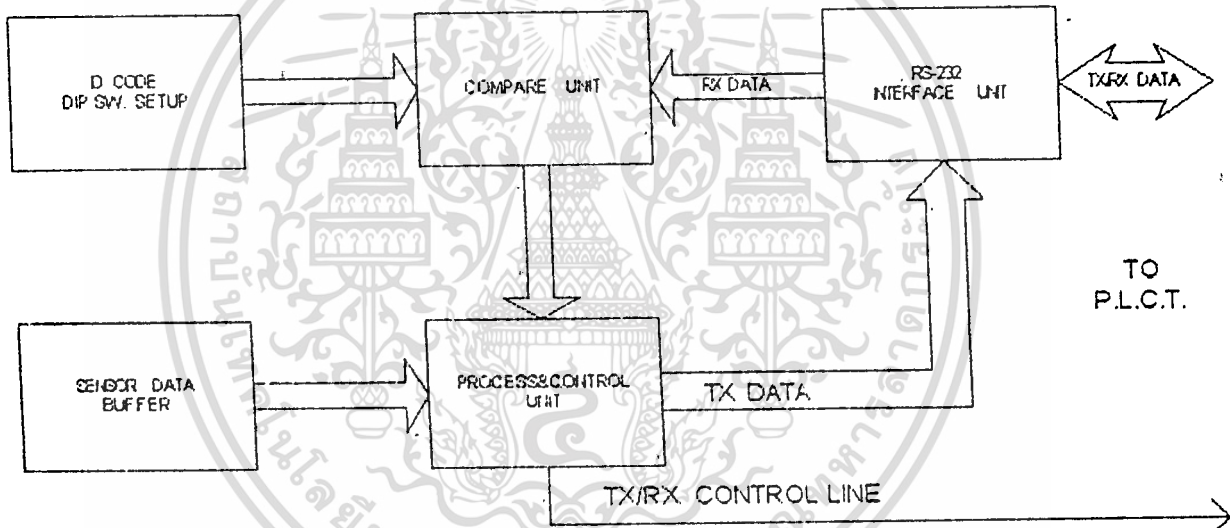 ID CODE
DIP SW. SETUP
COMPARE UNIT
RX DATA
RS-232
INTERFACE UNIT
TX/RX DATA
TO
P.L.C.T.
SENSOR DATA
BUFFER
PROCESS&CONTROL
UNIT
TX DATA
TX/RX CONTROL LINE